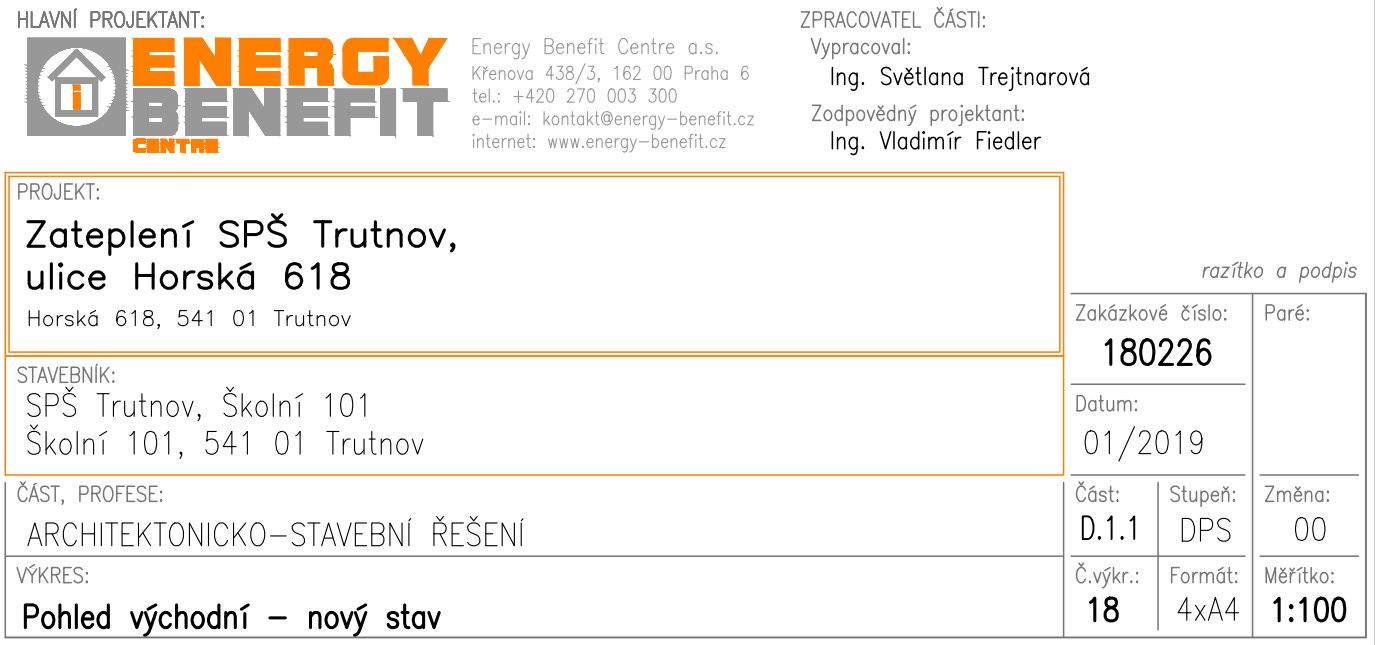 HLAVNÍ PROJEKTANT:
ENERGY
BENEFIT
CENTRE
Energy Benefit Centre a.s.
Křenova 438/3, 162 00 Praha 6
tel.: +420 270 003 300
e-mail: kontakt@energy-benefit.cz
internet: www.energy-benefit.cz
ZPRACOVATEL ČÁSTI:
Vypracoval:
Ing. Světlana Trejtnarová
Zodpovědný projektant:
Ing. Vladimír Fiedler
PROJEKT:
Zateplení SPŠ Trutnov,
ulice Horská 618
Horská 618, 541 01 Trutnov
razítko a podpis
STAVEBNÍK:
SPŠ Trutnov, Školní 101
Školní 101, 541 01 Trutnov
Zakázkové číslo:
180226
Paré:
Datum:
01/2019
ČÁST, PROFESE:
ARCHITEKTONICKO-STAVEBNÍ ŘEŠENÍ
Část:
D.1.1
Stupeň:
DPS
Změna:
00
VÝKRES:
Pohled východní - nový stav
Č.výkr.:
18
Formát:
4xA4
Měřítko:
1:100